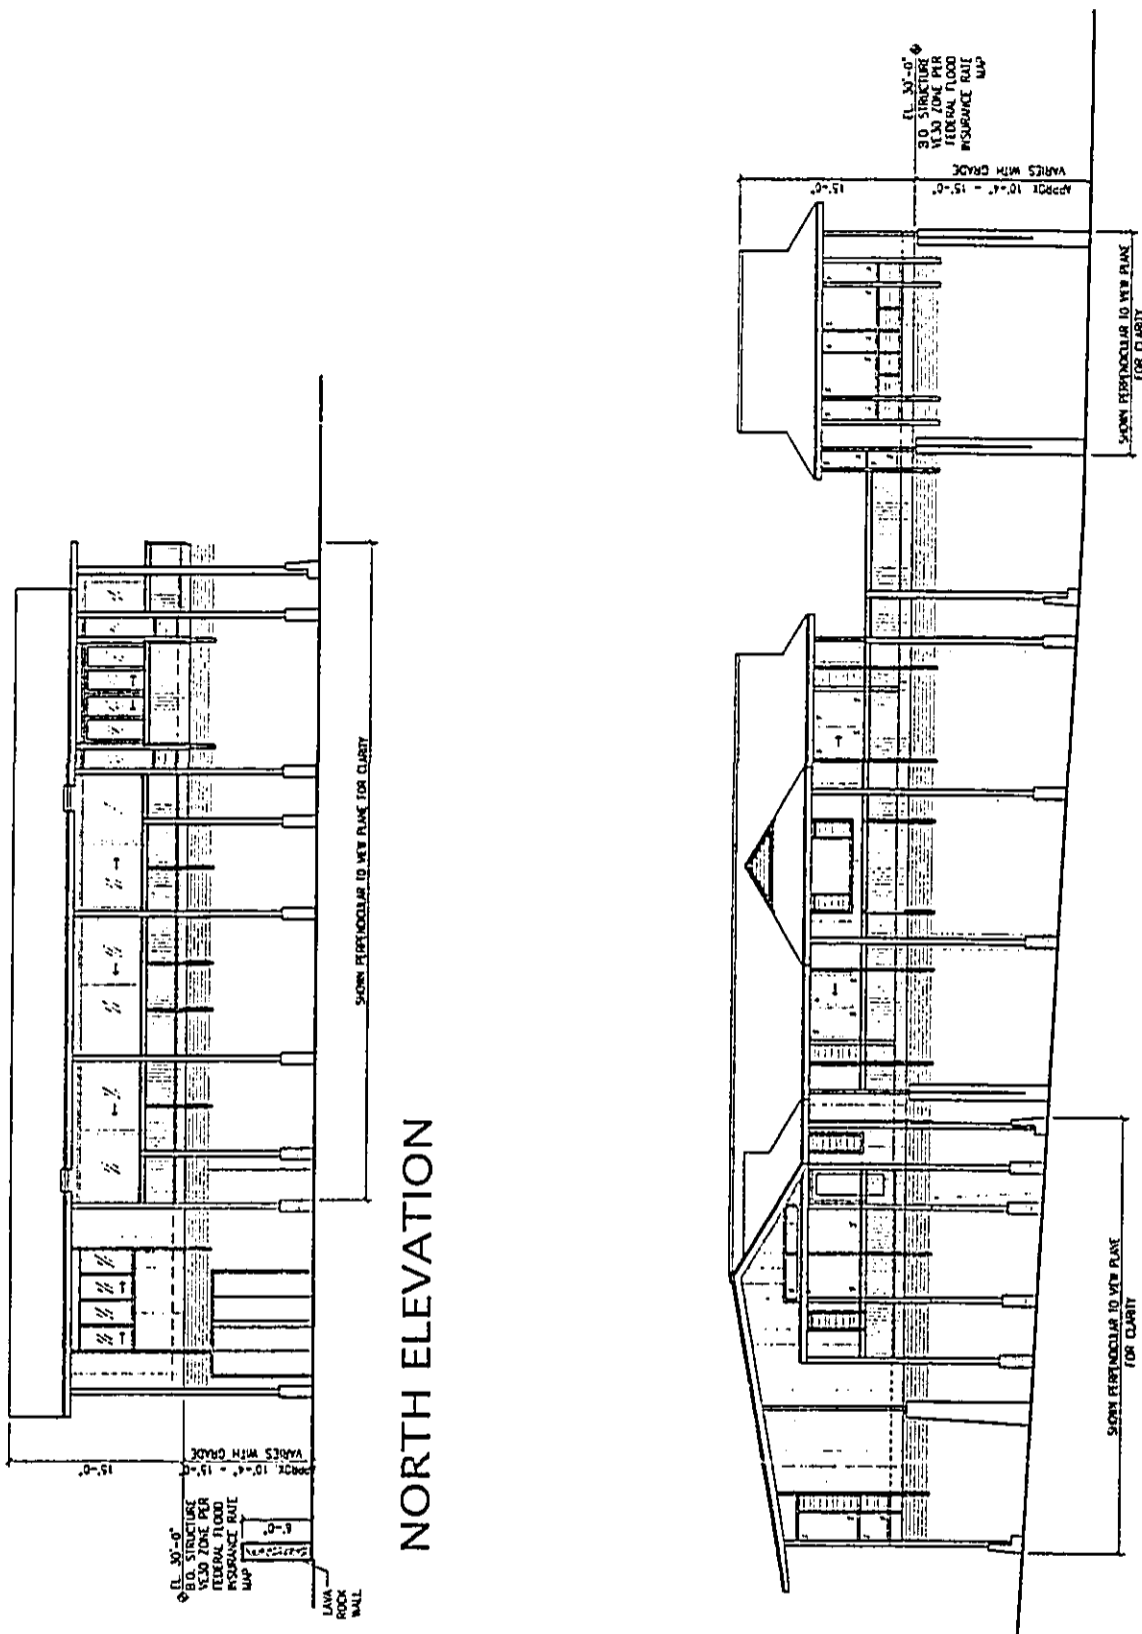 EL. 30'-0"
B.O. STRUCTURE
VE30 ZONE PER
FEDERAL FLOOD
INSURANCE RATE
MAP
15'-0"
APPROX. 10'-4" - 15'-0"
VARIES WITH GRADE
6'-0"
LAVA
ROCK
WALL
SHOWN PERPENDICULAR TO VIEW PLANE FOR CLARITY
NORTH ELEVATION
EL. 30'-0"
B.O. STRUCTURE
VE30 ZONE PER
FEDERAL FLOOD
INSURANCE RATE
MAP
15'-0"
APPROX 10'-4" - 15'-0"
VARIES WITH GRADE
SHOWN PERPENDICULAR TO VIEW PLANE
FOR CLARITY
SHOWN PERPENDICULAR TO VIEW PLANE
FOR CLARITY